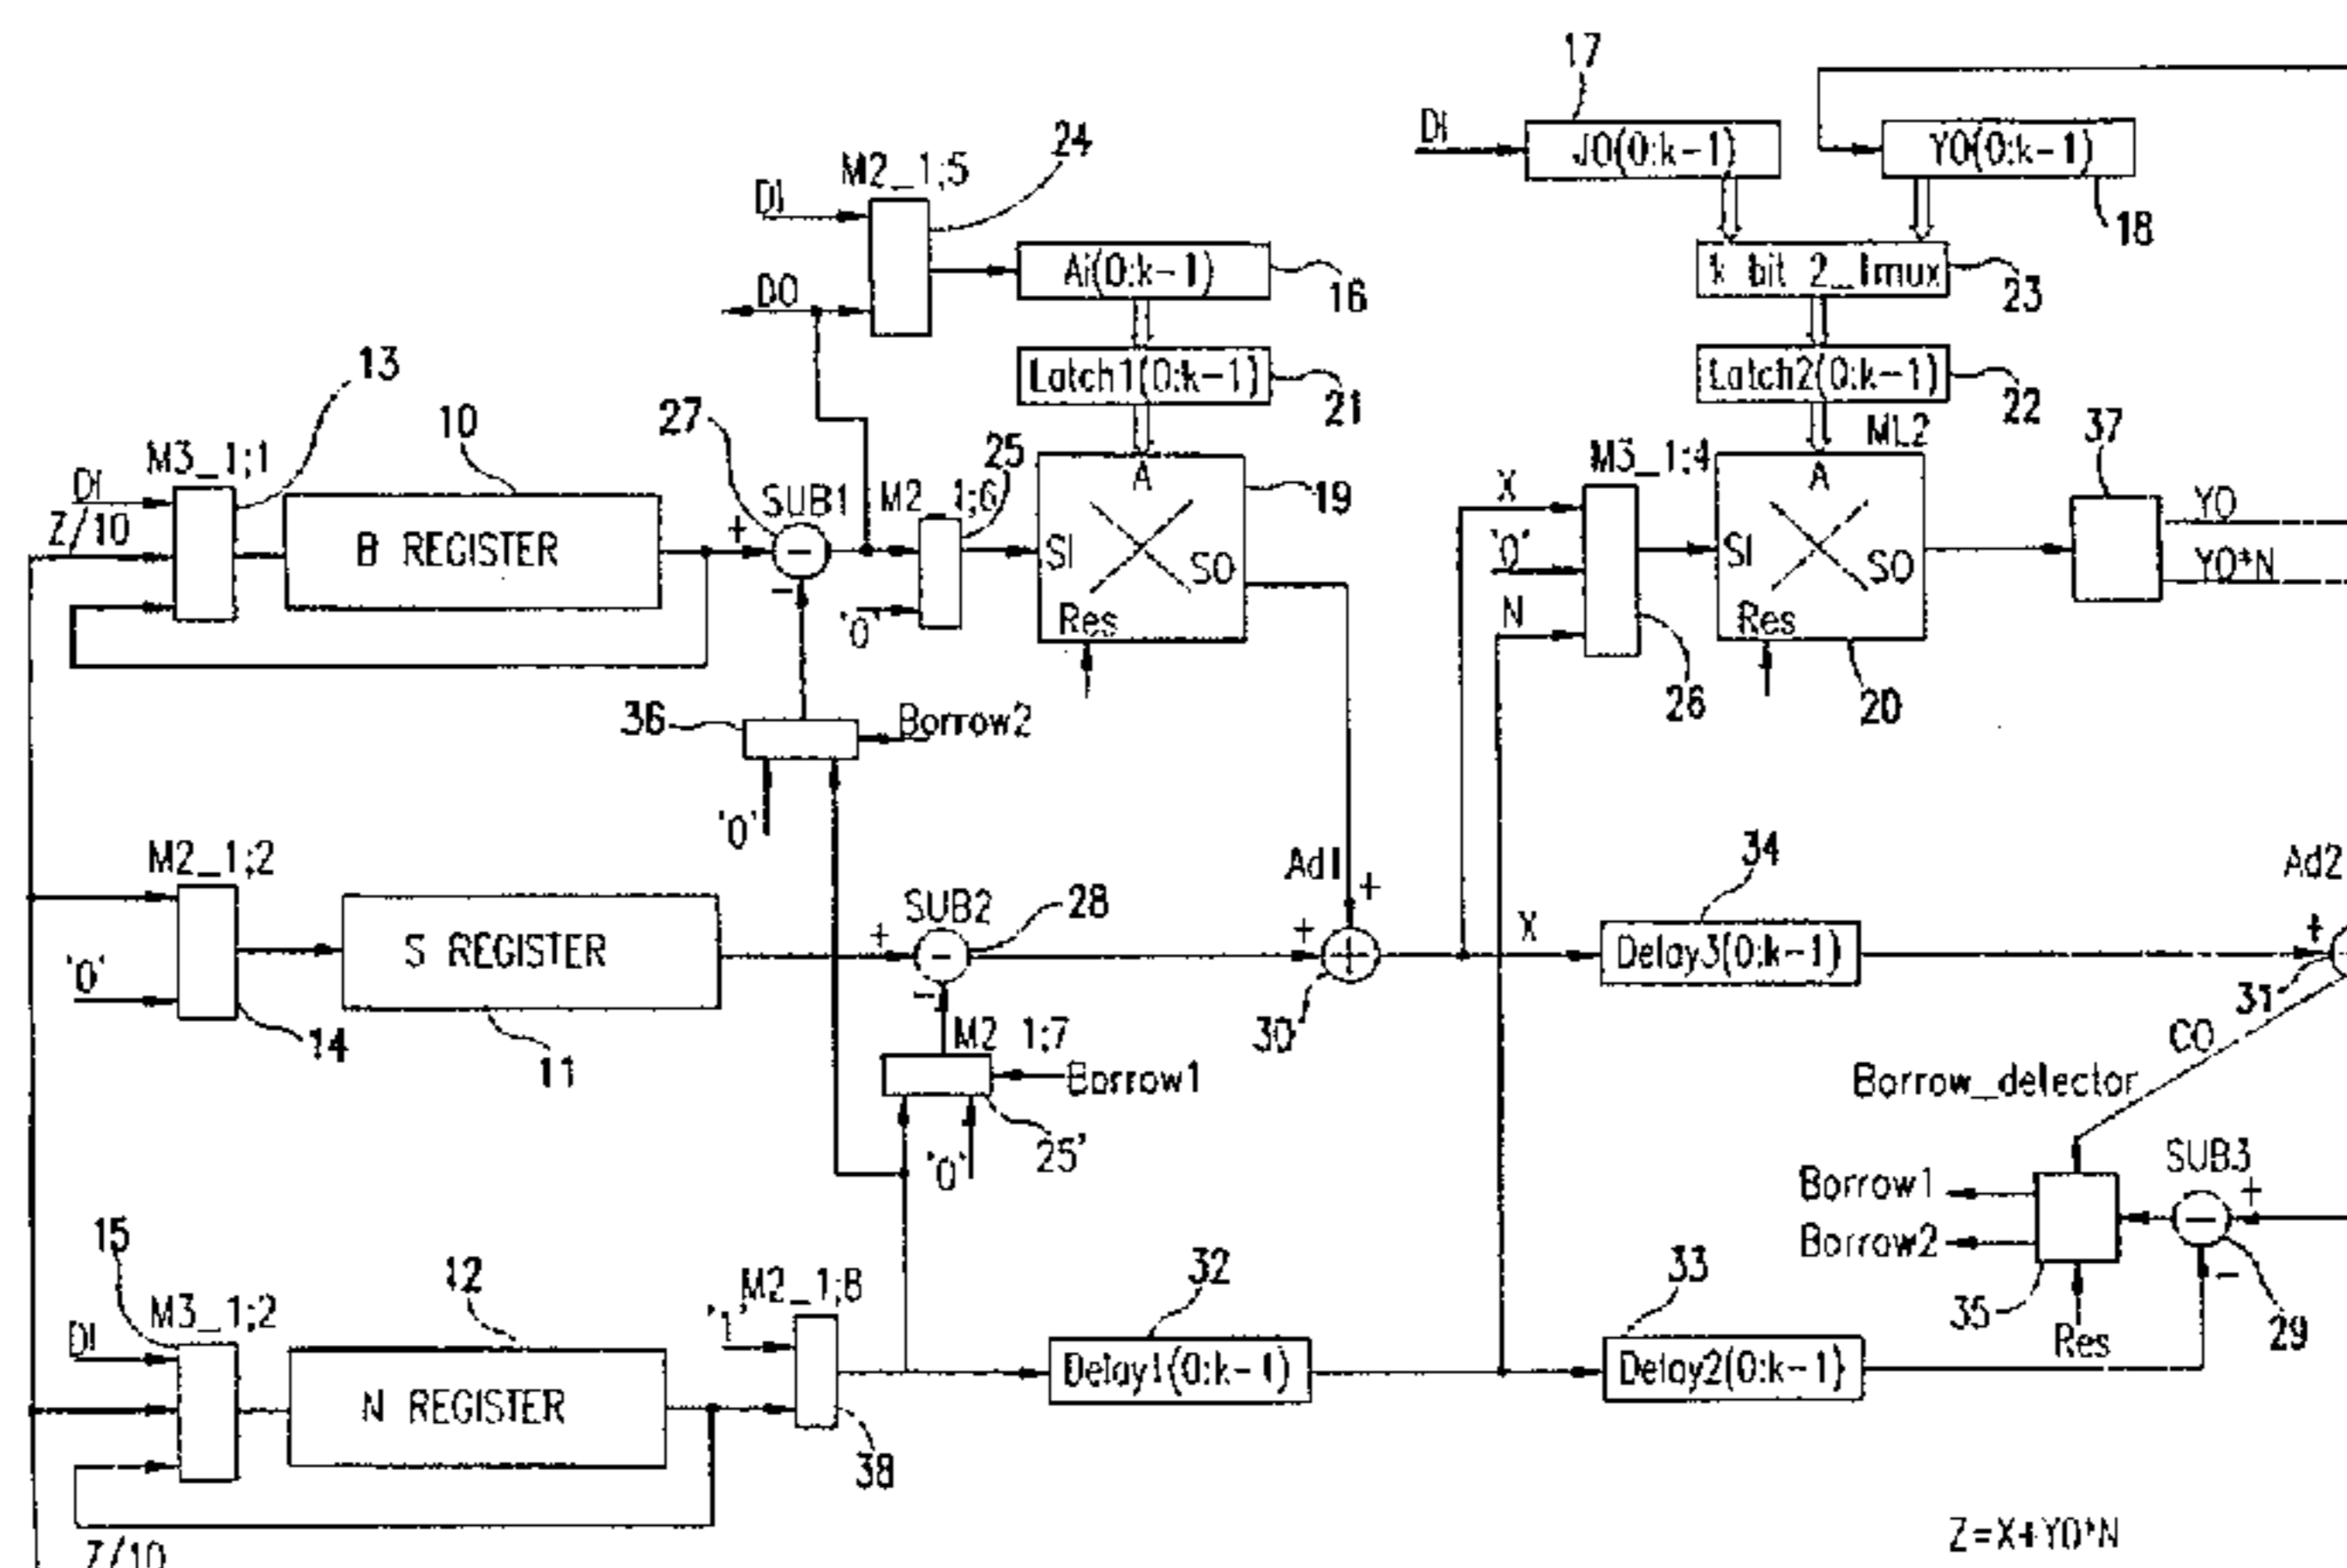 17
DI
J0(0:k-1)
Y0(0:k-1)
18
24
M2_1;5
DI
D0
Ai(0:k-1)
16
k bit 2_1mux
23
Latch1(0:k-1)
21
Latch2(0:k-1)
22
13
M3_1;1
10
27
SUB1
M2_1;6
25
A
19
SI
SO
Res
M3_1;4
ML2
37
X
'0'
N
A
SI
SO
Res
Y0
Y0*N
26
20
DI
Z/10
B REGISTER
'0'
36
Borrow2
'0'
M2_1;2
'0'
S REGISTER
14
11
SUB2
28
+
-
Ad1
+
+
30
X
34
Delay3(0:k-1)
Ad2
+
31
CO
M2_1;7
Borrow1
25'
'0'
Borrow_detector
Borrow1
Borrow2
SUB3
+
-
35
Res
29
15
M3_1;2
DI
12
N REGISTER
M2_1;8
'1'
38
32
Delay1(0:k-1)
33
Delay2(0:k-1)
Z/10
Z=X+Y0*N